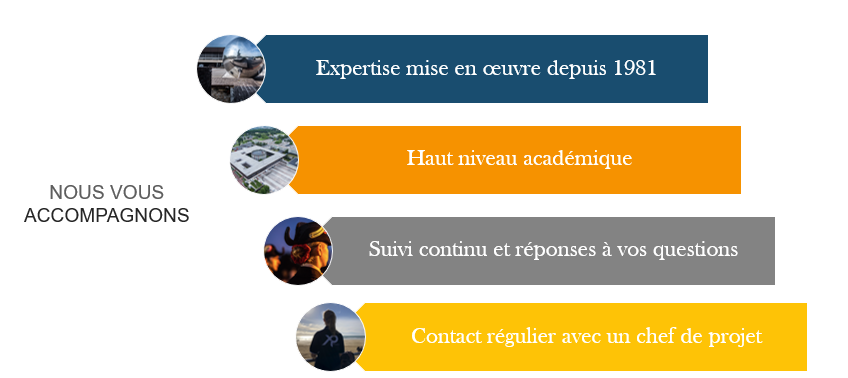 Expertise mise en œuvre depuis 1981
Haut niveau académique
NOUS VOUS
ACCOMPAGNONS
Suivi continu et réponses à vos questions
Contact régulier avec un chef de projet